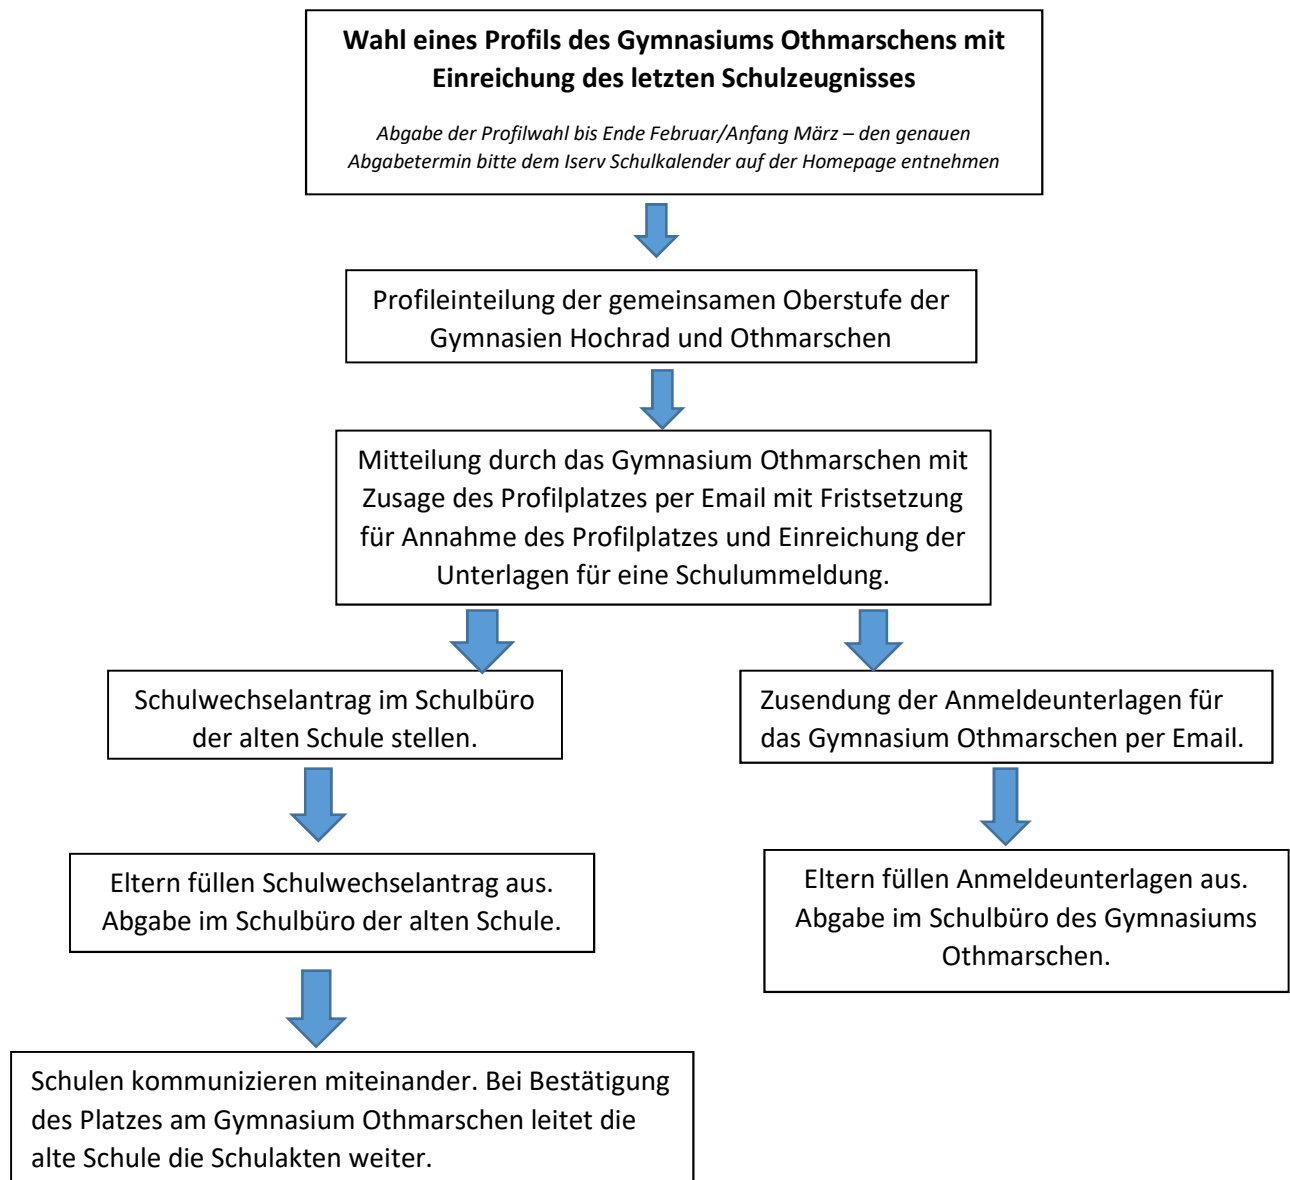 Wahl eines Profils des Gymnasiums Othmarschens mit
Einreichung des letzten Schulzeugnisses
Abgabe der Profilwahl bis Ende Februar/Anfang März – den genauen
Abgabetermin bitte dem Iserv Schulkalender auf der Homepage entnehmen
Profileinteilung der gemeinsamen Oberstufe der
Gymnasien Hochrad und Othmarschen
Mitteilung durch das Gymnasium Othmarschen mit
Zusage des Profilplatzes per Email mit Fristsetzung
für Annahme des Profilplatzes und Einreichung der
Unterlagen für eine Schulummeldung.
Schulwechselantrag im Schulbüro
der alten Schule stellen.
Eltern füllen Schulwechselantrag aus.
Abgabe im Schulbüro der alten Schule.
Schulen kommunizieren miteinander. Bei Bestätigung
des Platzes am Gymnasium Othmarschen leitet die
alte Schule die Schulakten weiter.
Zusendung der Anmeldeunterlagen für
das Gymnasium Othmarschen per Email.
Eltern füllen Anmeldeunterlagen aus.
Abgabe im Schulbüro des Gymnasiums
Othmarschen.